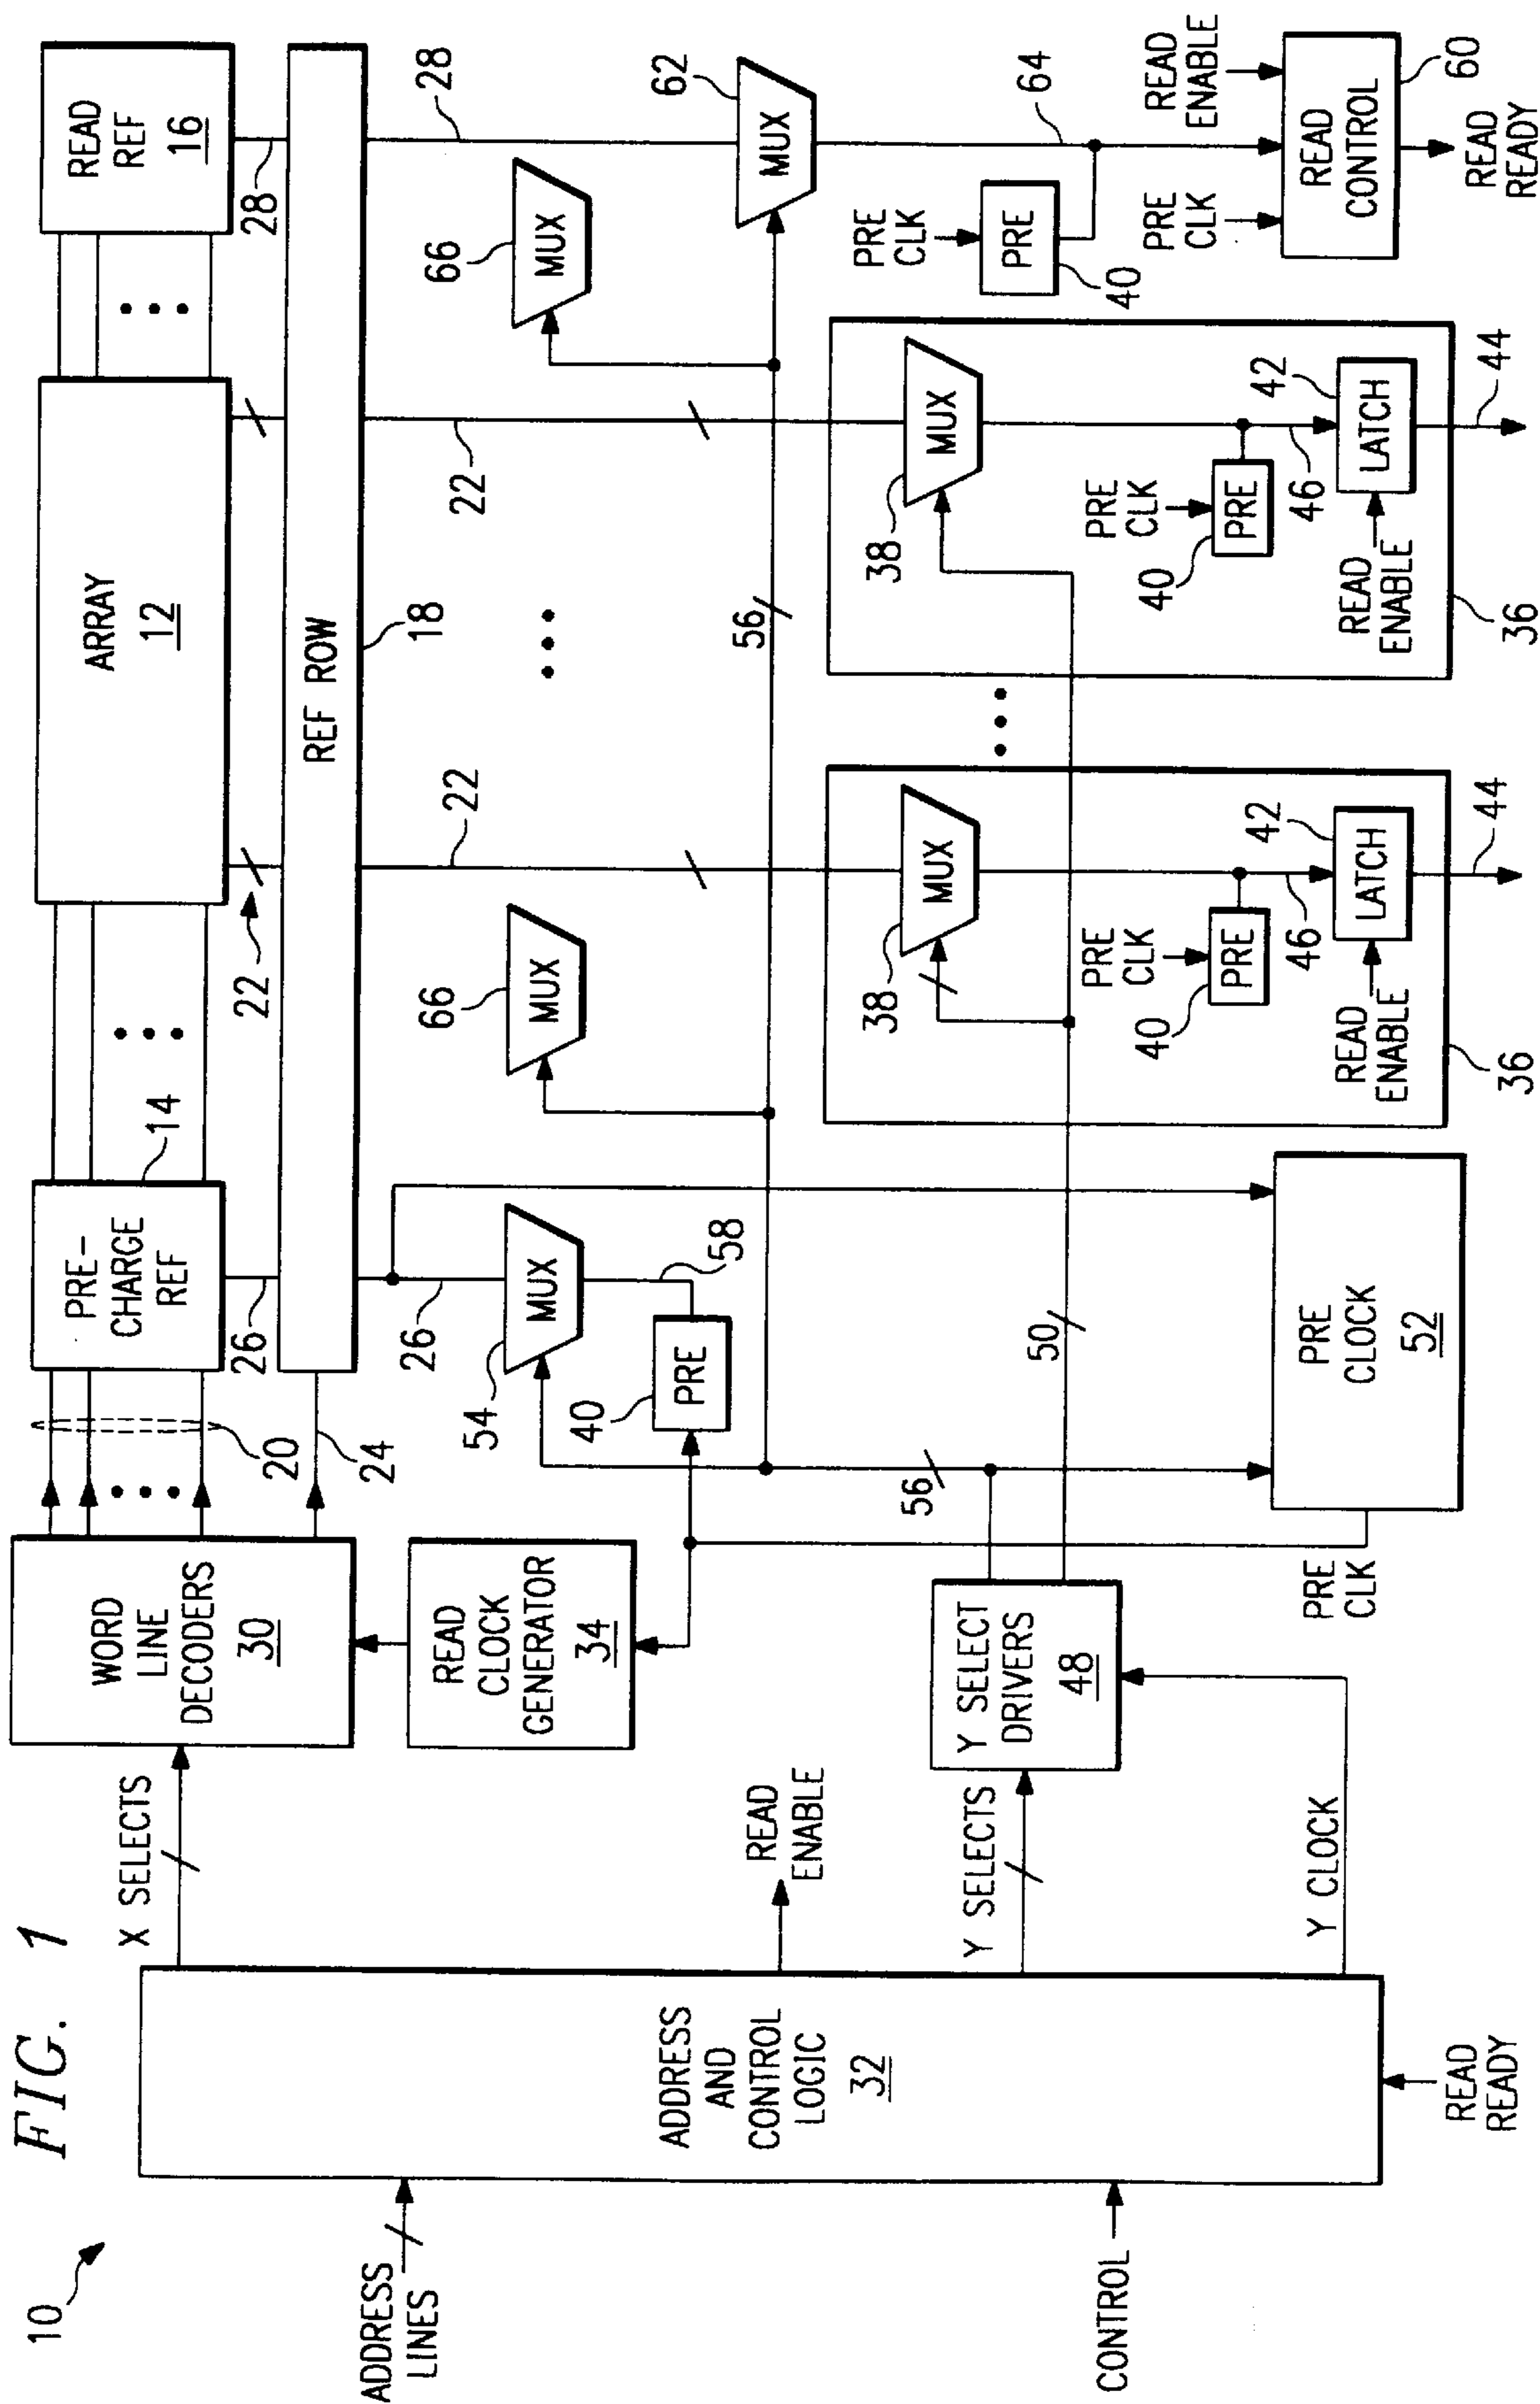 FIG. 1
10
ADDRESS
LINES
CONTROL
ADDRESS
AND
CONTROL
LOGIC
32
READ
READY
X SELECTS
READ
ENABLE
Y SELECTS
Y CLOCK
WORD
LINE
DECODERS
30
READ
CLOCK
GENERATOR
34
Y SELECT
DRIVERS
48
PRE
CLK
20
24
PRE-
CHARGE
REF
14
26
26
MUX
54
58
PRE
40
56
50
PRE
CLOCK
52
ARRAY
12
22
REF ROW
18
22
22
MUX
66
MUX
66
56
MUX
38
PRE
CLK
PRE
40
46
LATCH
42
READ
ENABLE
44
36
MUX
38
PRE
CLK
PRE
40
46
LATCH
42
READ
ENABLE
44
36
READ
REF
16
28
28
MUX
62
64
PRE
CLK
PRE
40
PRE
CLK
READ
ENABLE
READ
CONTROL
60
READ
READY